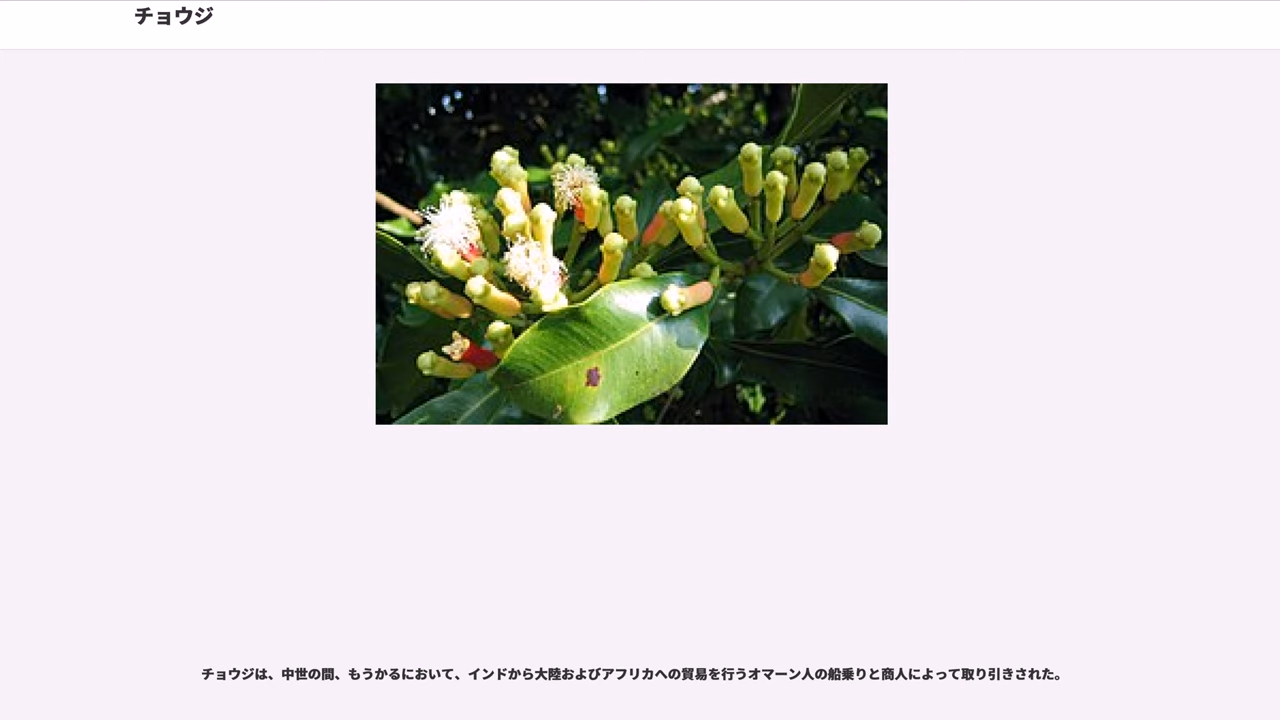 チョウジ
チョウジは、中世の間、もうかるにおいて、インドから大陸およびアフリカへの貿易を行うオマーン人の船乗りと商人によって取り引きされた。